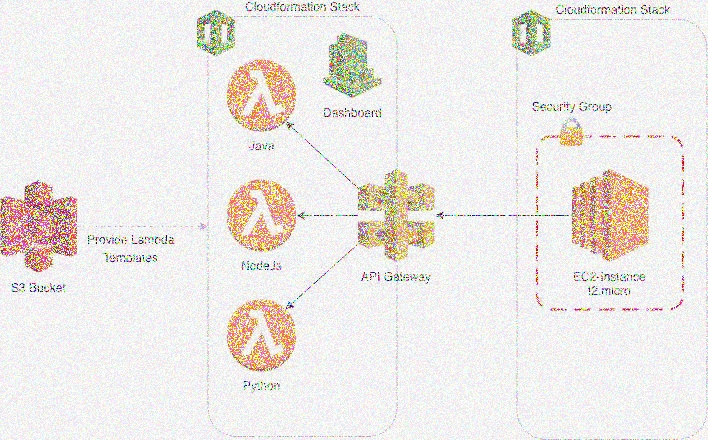 Cloudformation Stack
Cloudformation Stack
Dashboard
Security Group
Java
Provide Lambda
Templates
S3 Bucket
NodeJs
API Gateway
EC2-Instance
t2.micro
Python